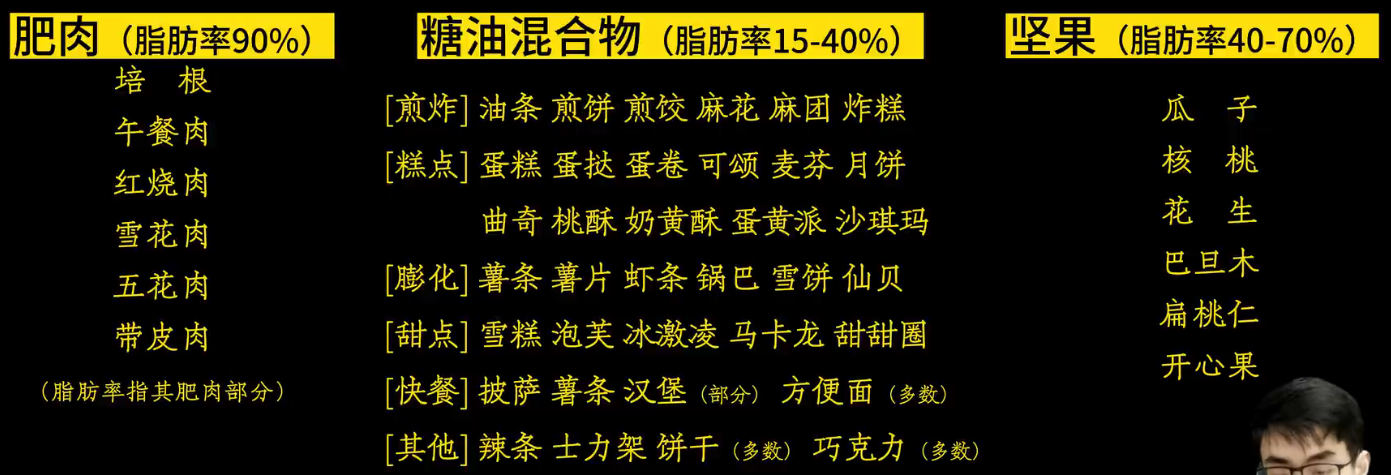 肥肉（脂肪率90%）
培 根
午餐肉
红烧肉
雪花肉
五花肉
带皮肉
（脂肪率指其肥肉部分）
糖油混合物（脂肪率15-40%）
[煎炸] 油条 煎饼 煎饺 麻花 麻团 炸糕
[糕点] 蛋糕 蛋挞 蛋卷 可颂 麦芬 月饼
曲奇 桃酥 奶黄酥 蛋黄派 沙琪玛
[膨化] 薯条 薯片 虾条 锅巴 雪饼 仙贝
[甜点] 雪糕 泡芙 冰激凌 马卡龙 甜甜圈
[快餐] 披萨 薯条 汉堡（部分） 方便面（多数）
[其他] 辣条 士力架 饼干（多数） 巧克力（多数）
坚果（脂肪率40-70%）
瓜 子
核 桃
花 生
巴旦木
扁桃仁
开心果